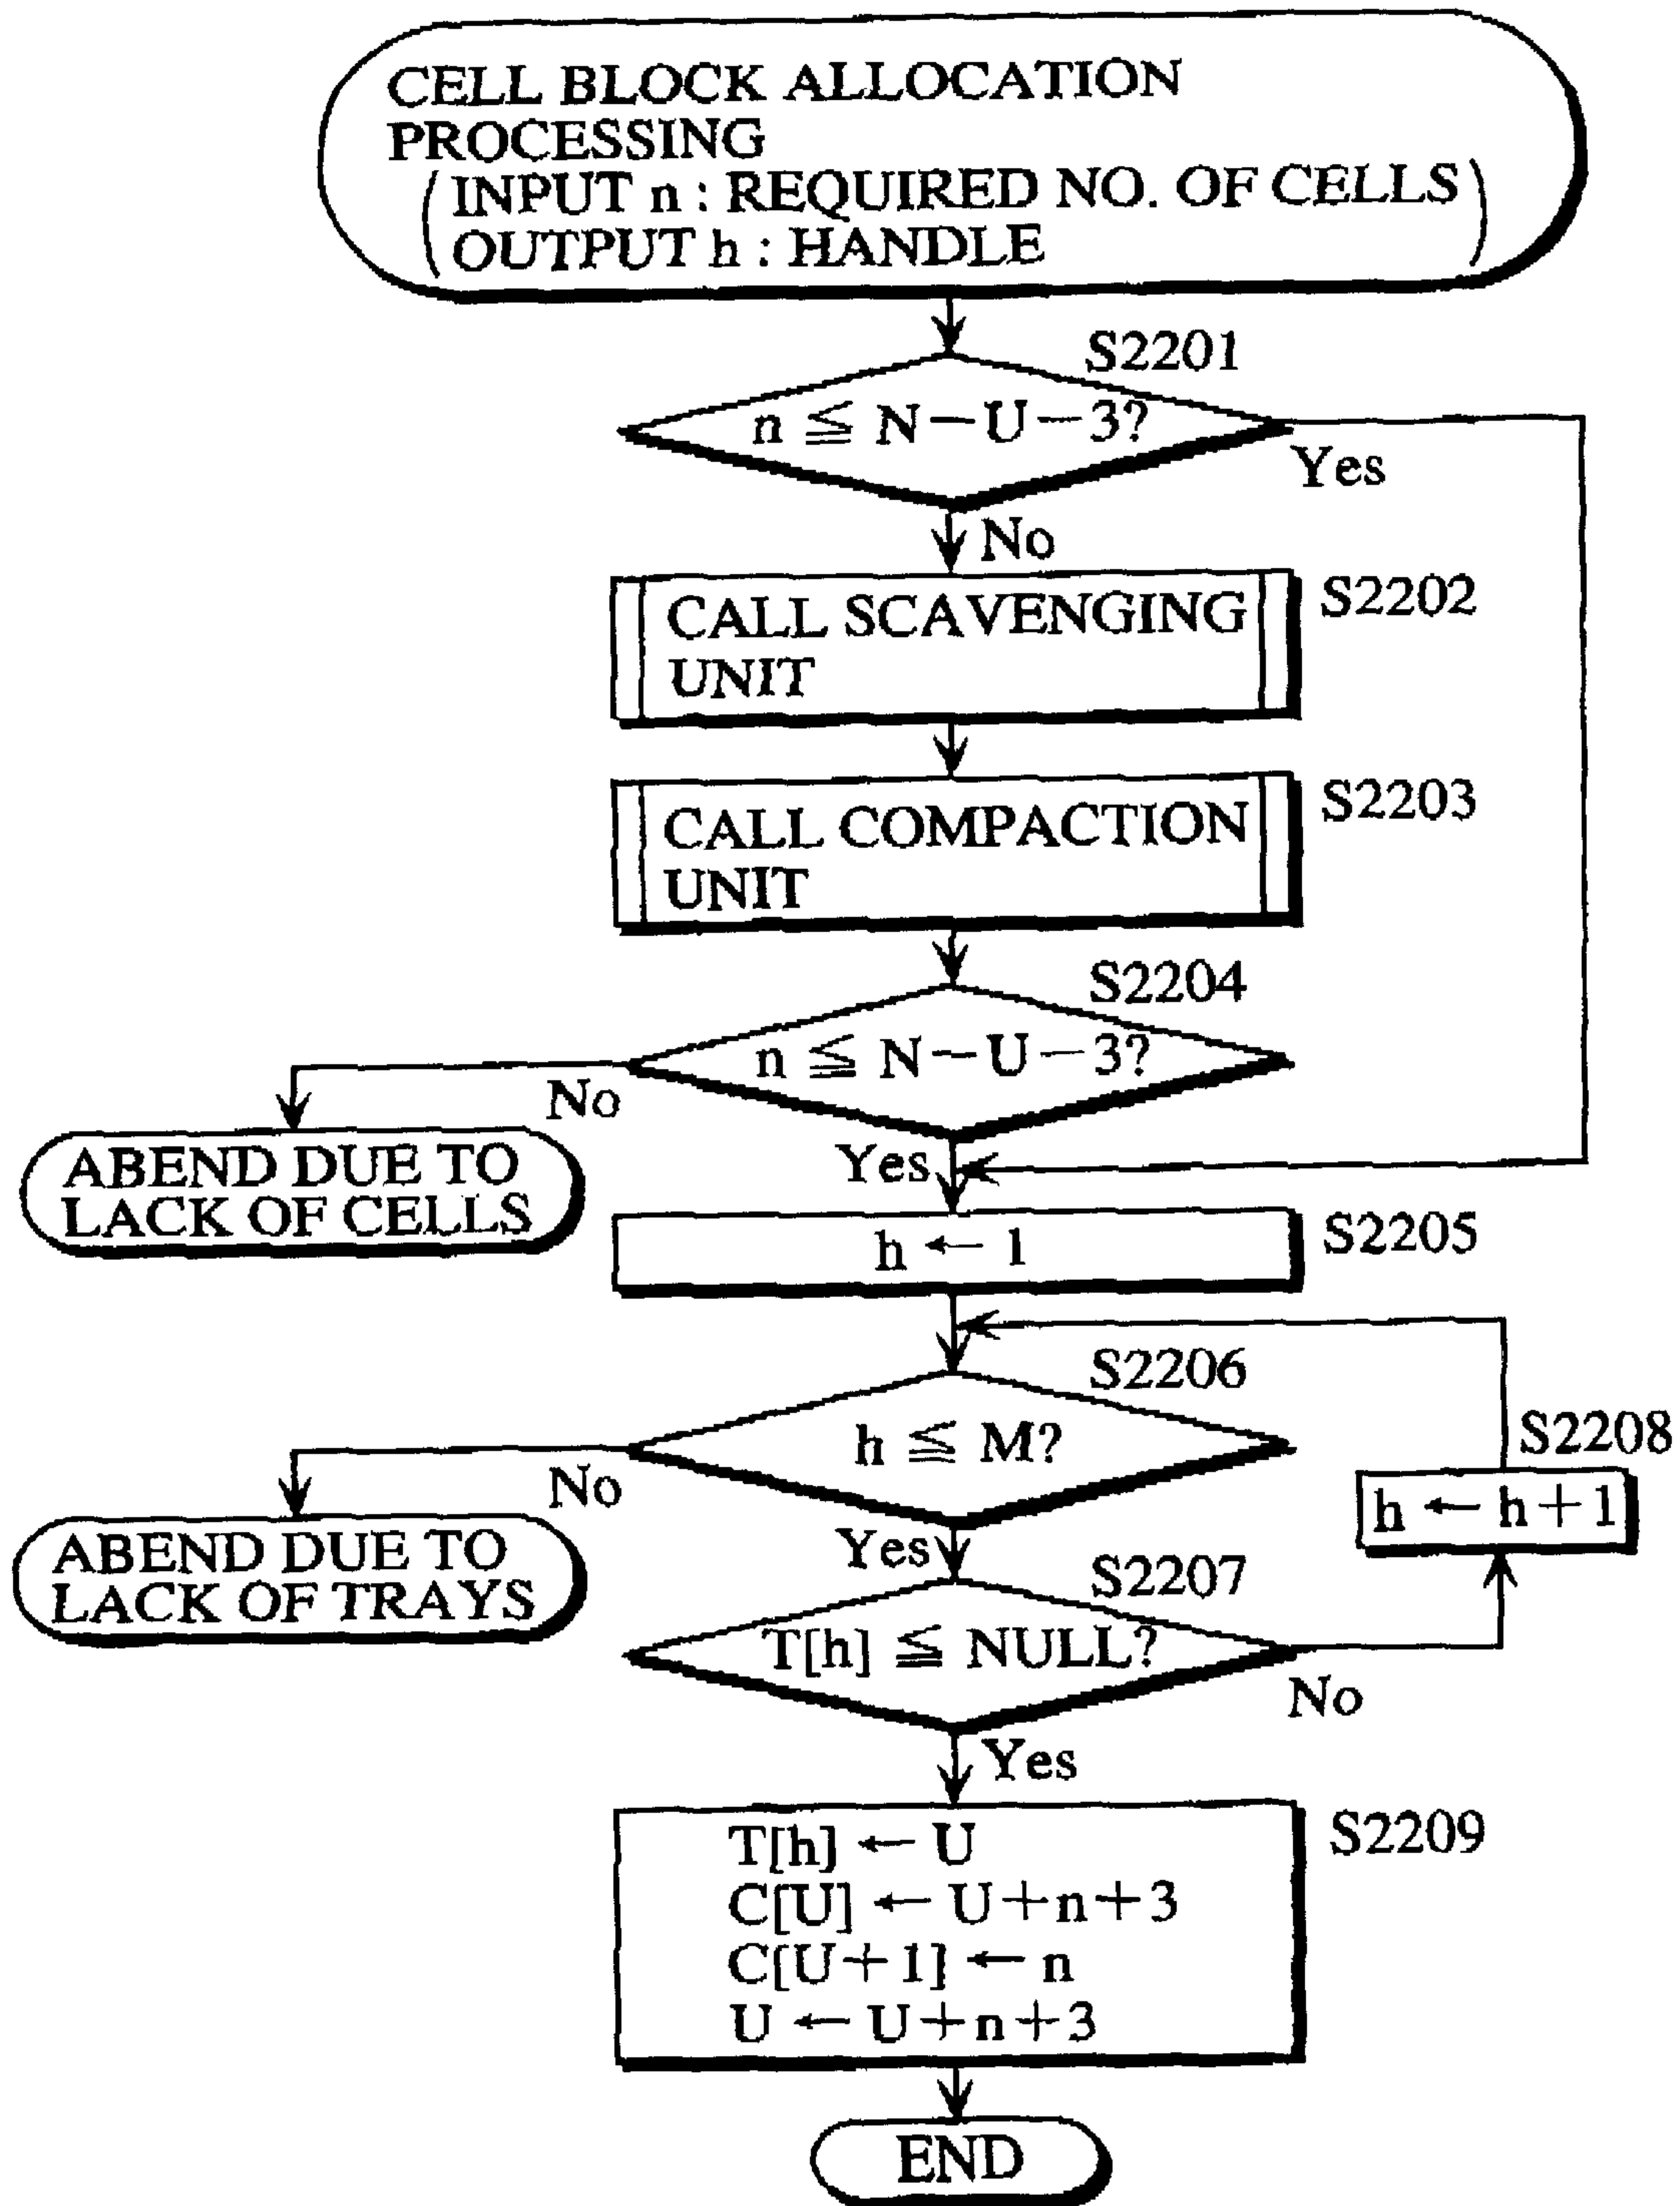 CELL BLOCK ALLOCATION
PROCESSING
( INPUT n : REQUIRED NO. OF CELLS )
( OUTPUT h : HANDLE )
S2201
n ≦ N－U－3?
Yes
No
CALL SCAVENGING
UNIT
S2202
CALL COMPACTION
UNIT
S2203
S2204
n ≦ N－U－3?
No
ABEND DUE TO
LACK OF CELLS
Yes
h ← 1
S2205
S2206
h ≦ M?
No
ABEND DUE TO
LACK OF TRAYS
S2208
h ← h＋1
Yes
S2207
T[h] ≦ NULL?
No
Yes
S2209
T[h] ← U
C[U] ← U＋n＋3
C[U＋1] ← n
U ← U＋n＋3
END